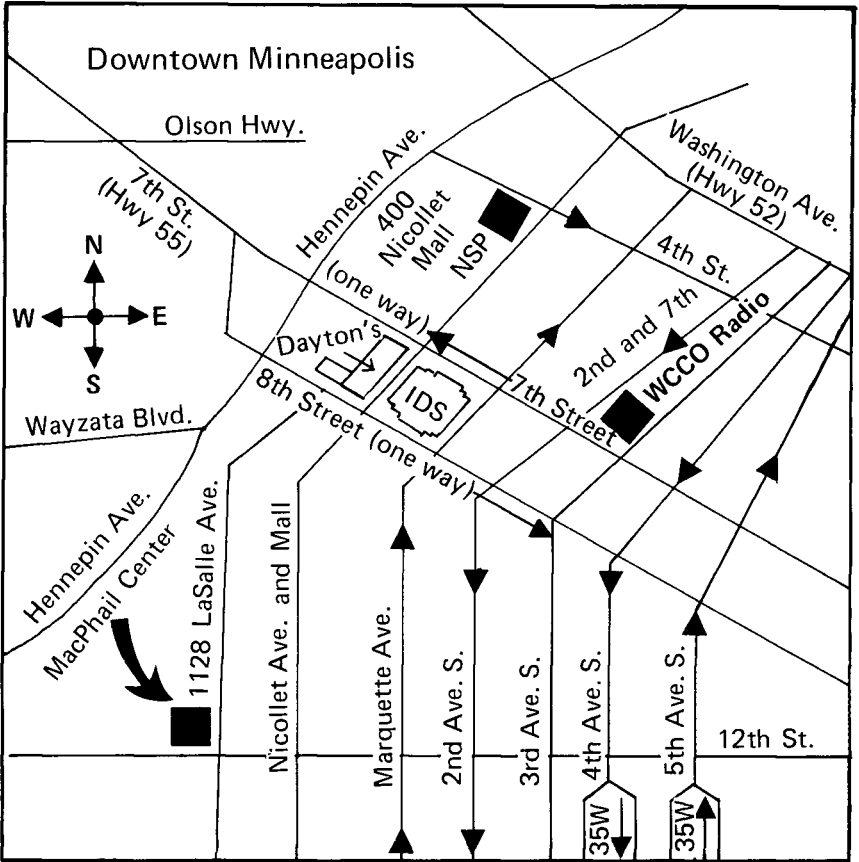 Downtown Minneapolis
Olson Hwy.
7th St.
(Hwy 55)
Hennepin Ave.
400
Nicollet
Mall
NSP
Washington Ave.
(Hwy 52)
4th St.
N
W
E
S
(one way)
Dayton's
IDS
2nd and 7th
WCCO Radio
7th Street
8th Street (one way)
Wayzata Blvd.
Hennepin Ave.
MacPhail Center
1128 LaSalle Ave.
Nicollet Ave. and Mall
Marquette Ave.
2nd Ave. S.
3rd Ave. S.
4th Ave. S.
5th Ave. S.
12th St.
35W
35W